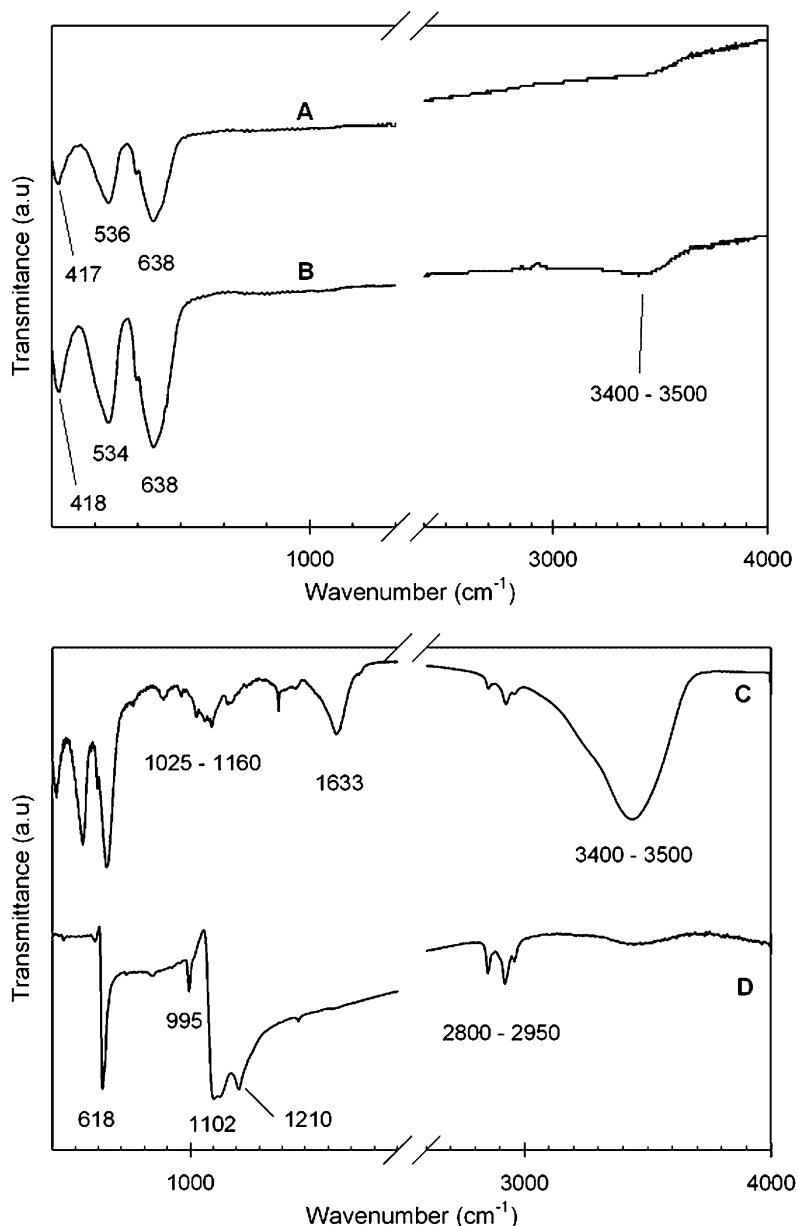 A
536
638
417
B
3400 - 3500
534
638
418
1000
3000
4000
Wavenumber (cm-1)
Transmitance (a.u)
C
1025 - 1160
1633
3400 - 3500
D
995
2800 - 2950
618
1102
1210
1000
3000
4000
Wavenumber (cm-1)
Transmittance (a.u)